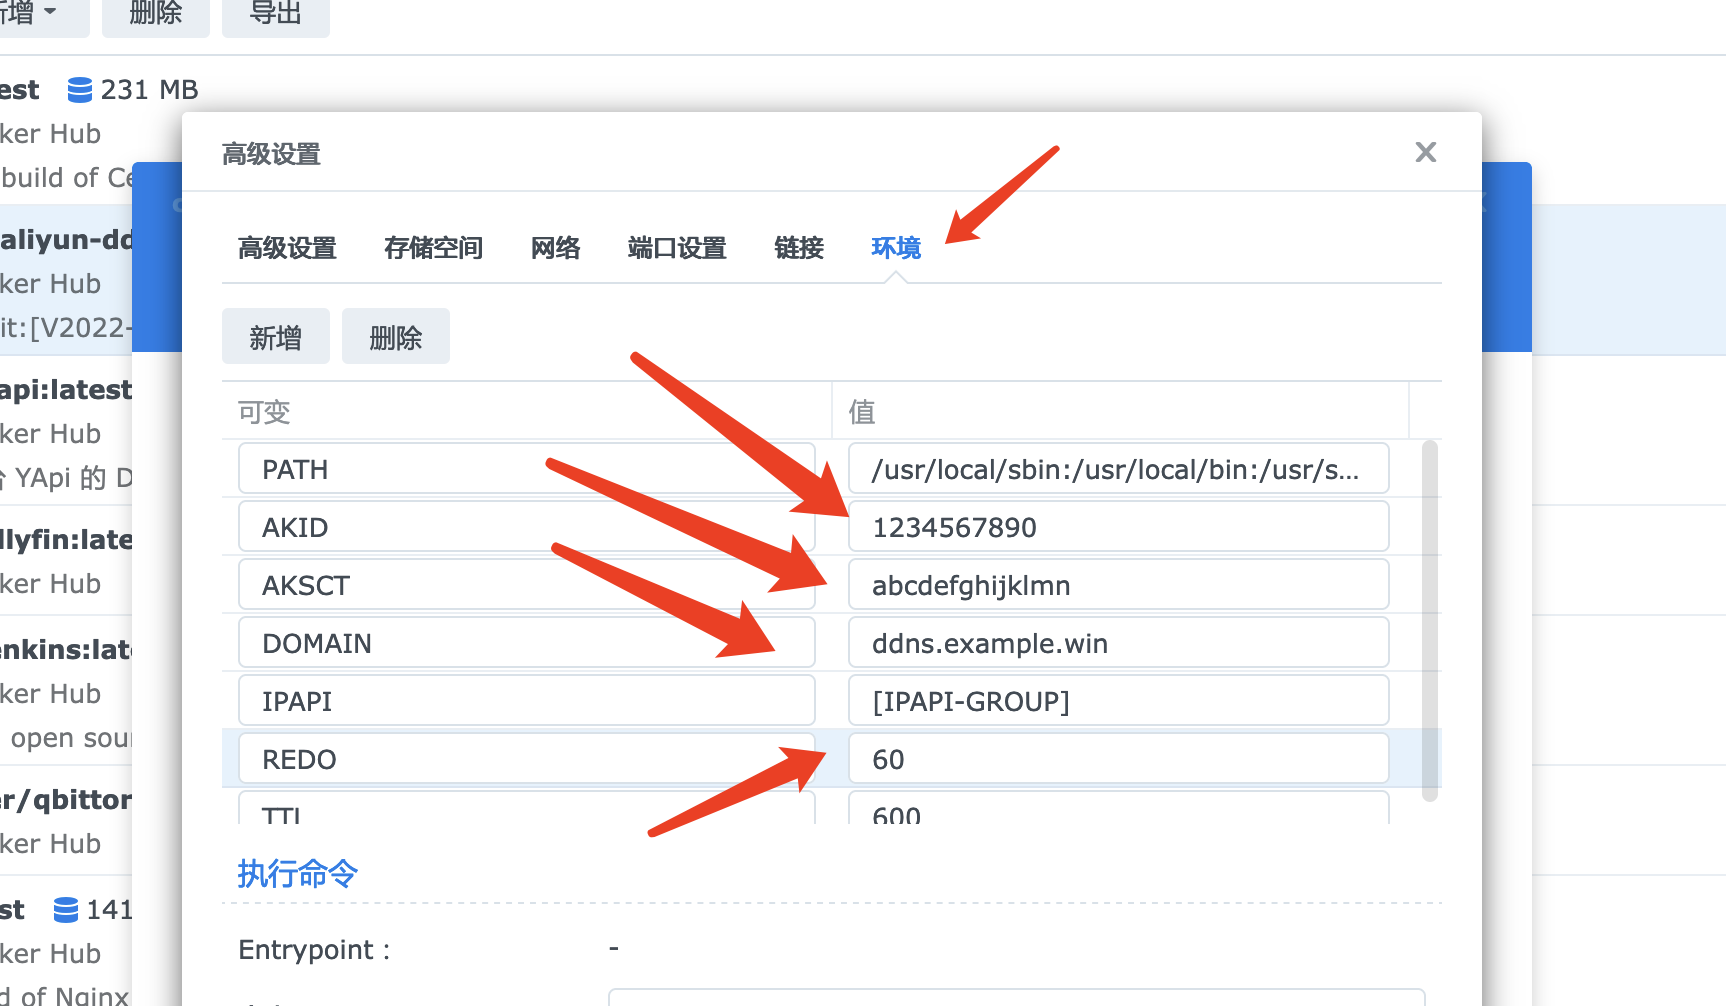 新增
删除
导出
est 231 MB
ker Hub
build of Ce
aliyun-dd
ker Hub
it:[V2022-
api:latest
ker Hub
YApi 的 D
llyfin:late
ker Hub
enkins:late
ker Hub
open sour
er/qbittor
ker Hub
st 141
ker Hub
d of Nginx
高级设置
高级设置 存储空间 网络 端口设置 链接 环境
新增 删除
可变 值
PATH /usr/local/sbin:/usr/local/bin:/usr/s...
AKID 1234567890
AKSCT abcdefghijklmn
DOMAIN ddns.example.win
IPAPI [IPAPI-GROUP]
REDO 60
TTL 600
执行命令
Entrypoint : -